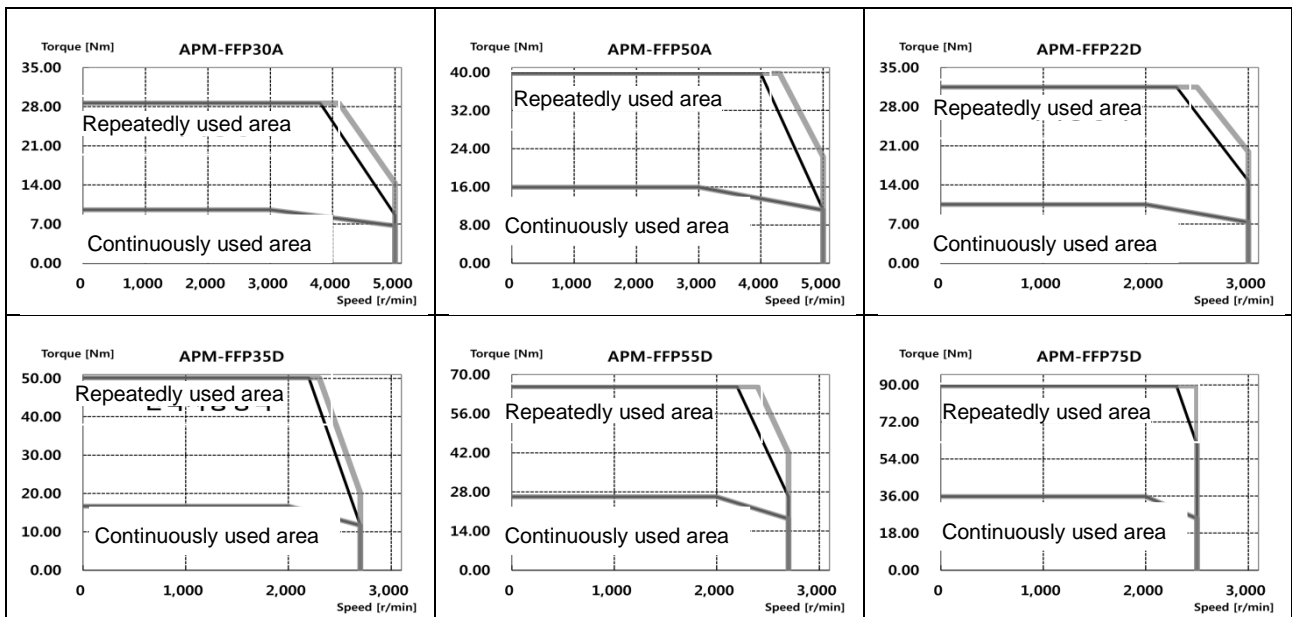 Torque [Nm] APM-FFP30A
35.00
28.00
Repeatedly used area
21.00
14.00
7.00
Continuously used area
0.00
0 1,000 2,000 3,000 4,000 5,000
Speed [r/min]
Torque [Nm] APM-FFP50A
40.00
Repeatedly used area
32.00
24.00
16.00
Continuously used area
8.00
0.00
0 1,000 2,000 3,000 4,000 5,000
Speed [r/min]
Torque [Nm] APM-FFP22D
35.00
28.00
Repeatedly used area
21.00
14.00
7.00
Continuously used area
0.00
0 1,000 2,000 3,000
Speed [r/min]
Torque [Nm] APM-FFP35D
50.00
Repeatedly used area
40.00
30.00
20.00
10.00
Continuously used area
0.00
0 1,000 2,000 3,000
Speed [r/min]
Torque [Nm] APM-FFP55D
70.00
56.00
Repeatedly used area
42.00
28.00
14.00
Continuously used area
0.00
0 1,000 2,000 3,000
Speed [r/min]
Torque [Nm] APM-FFP75D
90.00
Repeatedly used area
72.00
54.00
36.00
18.00
Continuously used area
0.00
0 1,000 2,000 3,000
Speed [r/min]